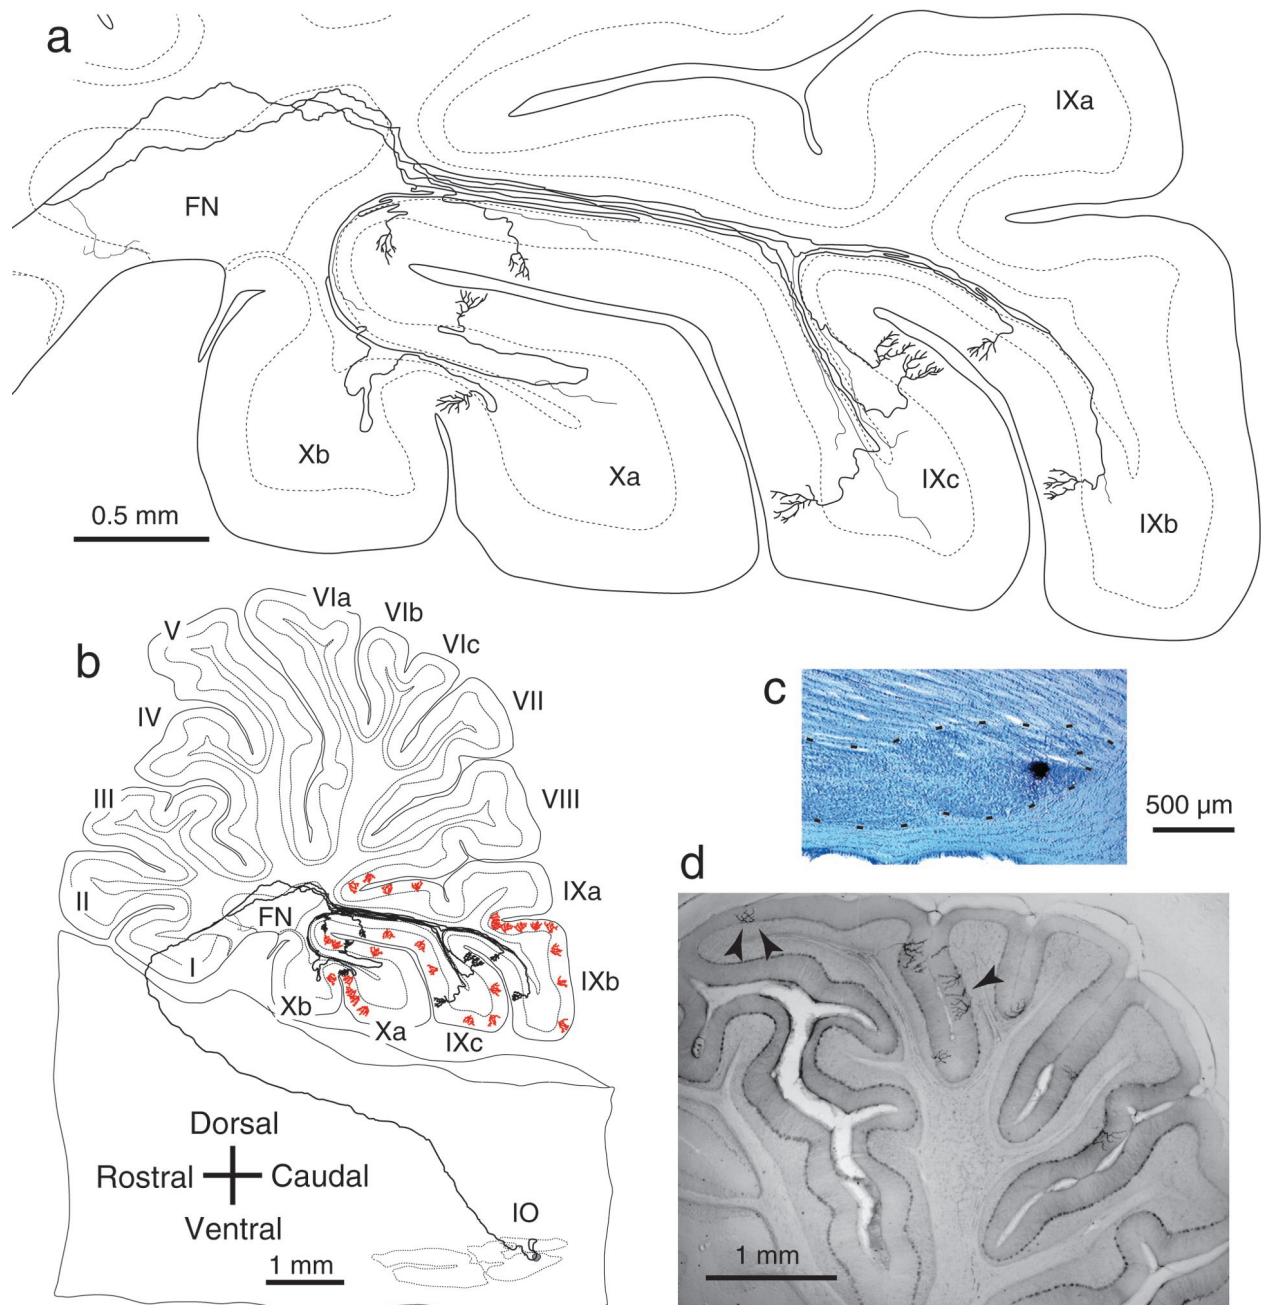 a
IXa
FN
Xb
Xa
IXc
IXb
0.5 mm
b
VIa
VIb
VIc
V
VII
IV
III
VIII
II
IXa
FN
I
IXb
Xb
Xa
IXc
Dorsal
Rostral
Caudal
Ventral
1 mm
IO
c
500 µm
d
1 mm